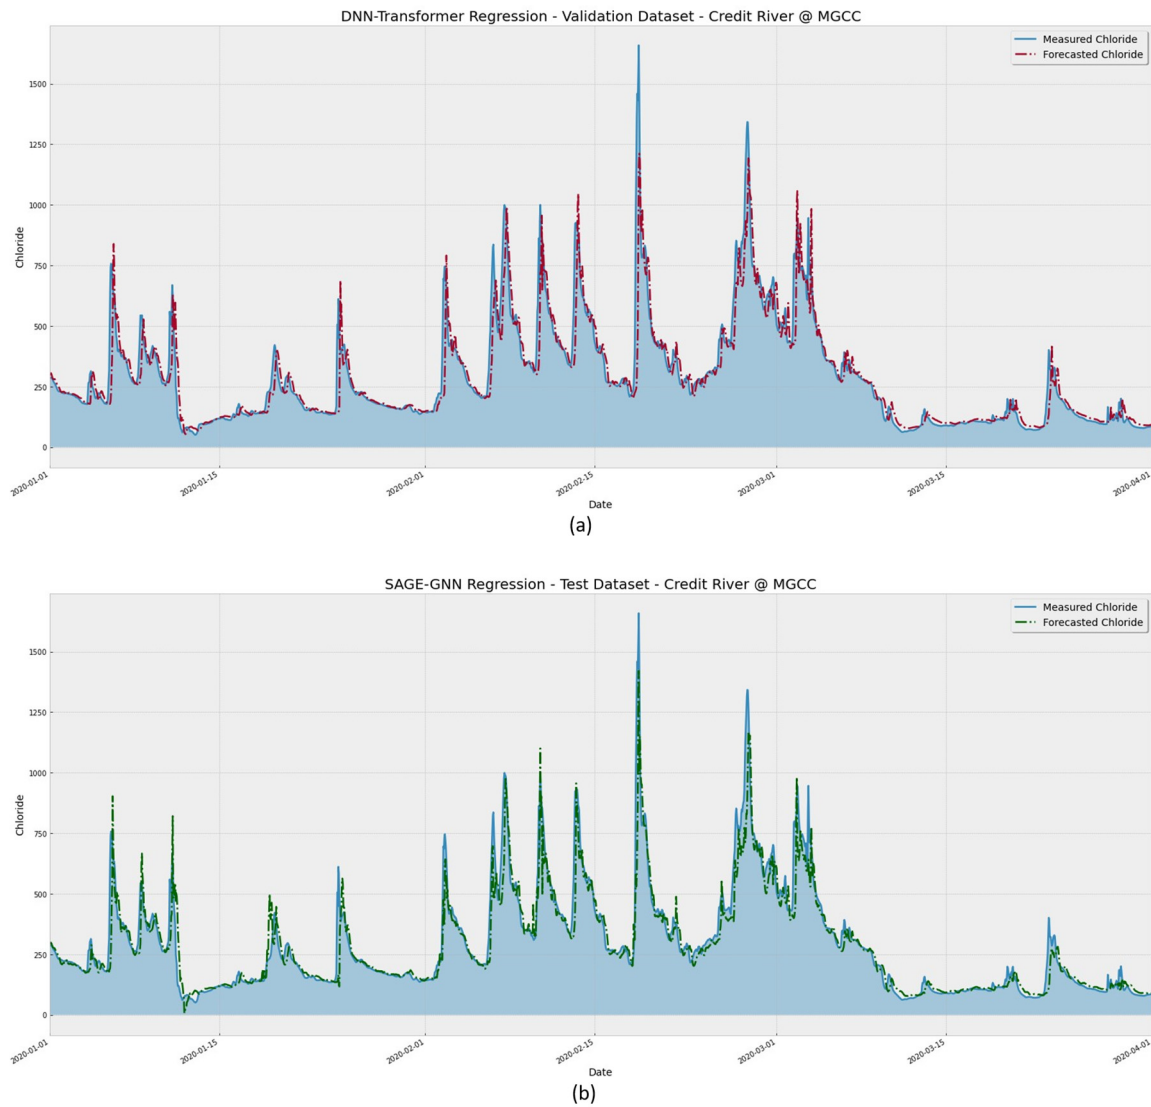 DNN-Transformer Regression - Validation Dataset - Credit River @ MGCC
Measured Chloride
Forecasted Chloride
1500
1250
1000
750
500
250
0
Chloride
2020-01-01
2020-01-15
2020-02-01
2020-02-15
2020-03-01
2020-03-15
2020-04-01
Date
(a)
SAGE-GNN Regression - Test Dataset - Credit River @ MGCC
Measured Chloride
Forecasted Chloride
1500
1250
1000
750
500
250
0
Chloride
2020-01-01
2020-01-15
2020-02-01
2020-02-15
2020-03-01
2020-03-15
2020-04-01
Date
(b)